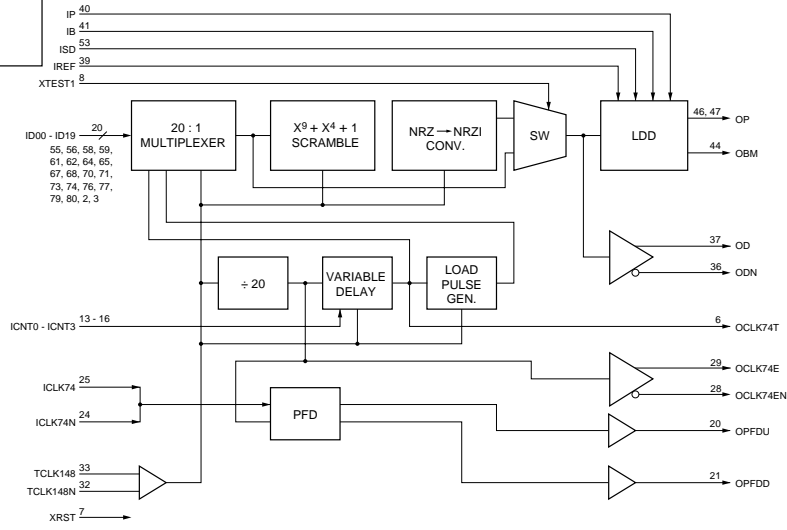 IP 40
IB 41
ISD 53
IREF 39
XTEST1 8
ID00 - ID19 20
55, 56, 58, 59,
61, 62, 64, 65,
67, 68, 70, 71,
73, 74, 76, 77,
79, 80, 2, 3
20 : 1
MULTIPLEXER
X9 + X4 + 1
SCRAMBLE
NRZ → NRZI
CONV.
SW
LDD
46, 47 OP
44 OBM
37 OD
36 ODN
÷ 20
VARIABLE
DELAY
LOAD
PULSE
GEN.
ICNT0 - ICNT3 13 - 16
6 OCLK74T
29 OCLK74E
28 OCLK74EN
ICLK74 25
ICLK74N 24
PFD
20 OPFDU
21 OPFDD
TCLK148 33
TCLK148N 32
XRST 7